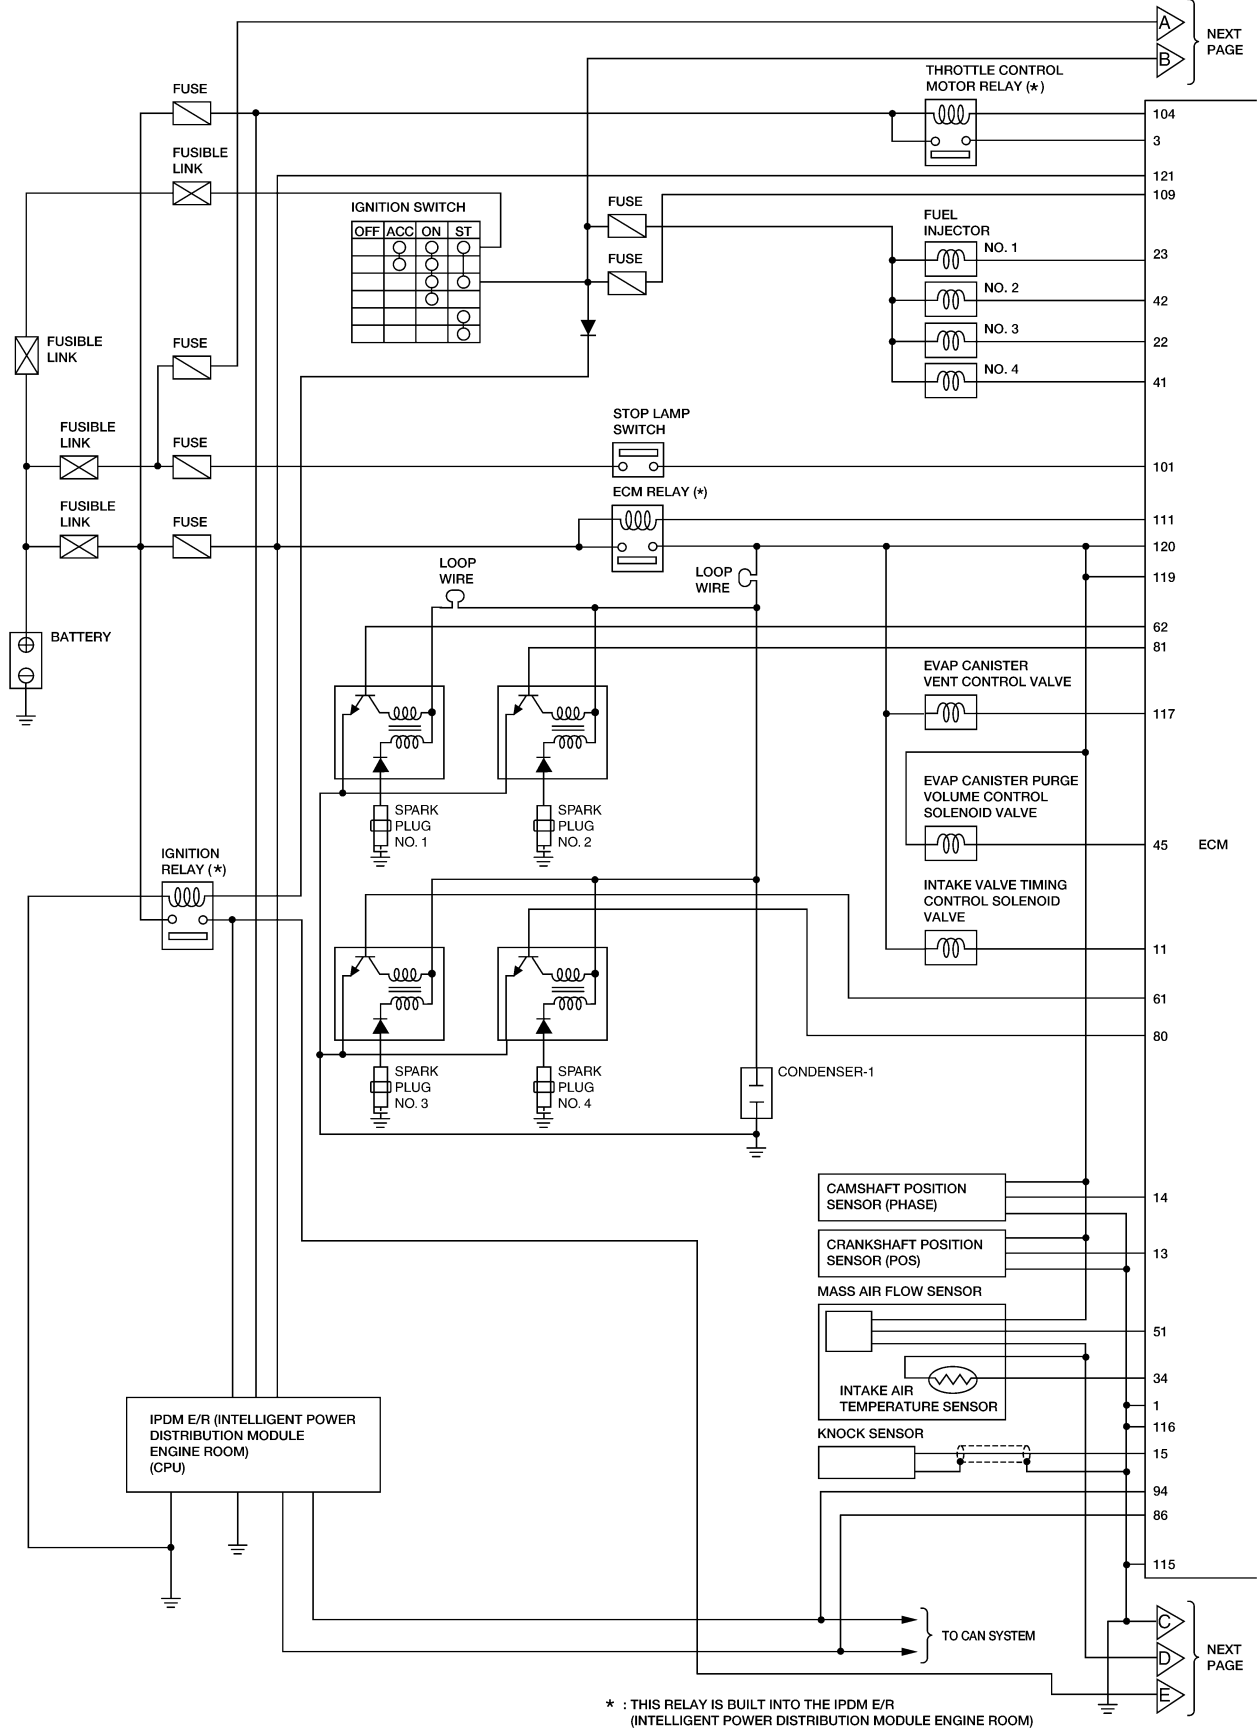 A
NEXT
PAGE
B
THROTTLE CONTROL
MOTOR RELAY (*)
FUSE
104
3
FUSIBLE
LINK
121
109
IGNITION SWITCH
OFF ACC ON ST
FUSE
FUEL
INJECTOR
NO. 1
23
FUSE
NO. 2
42
NO. 3
22
FUSIBLE
LINK
FUSE
NO. 4
41
STOP LAMP
SWITCH
FUSIBLE
LINK
FUSE
101
ECM RELAY (*)
FUSIBLE
LINK
FUSE
111
120
LOOP
WIRE
LOOP
WIRE
119
BATTERY
62
81
EVAP CANISTER
VENT CONTROL VALVE
117
EVAP CANISTER PURGE
VOLUME CONTROL
SOLENOID VALVE
SPARK
PLUG
NO. 1
SPARK
PLUG
NO. 2
45
ECM
IGNITION
RELAY (*)
INTAKE VALVE TIMING
CONTROL SOLENOID
VALVE
11
61
80
SPARK
PLUG
NO. 3
SPARK
PLUG
NO. 4
CONDENSER-1
CAMSHAFT POSITION
SENSOR (PHASE)
14
CRANKSHAFT POSITION
SENSOR (POS)
13
MASS AIR FLOW SENSOR
51
34
INTAKE AIR
TEMPERATURE SENSOR
1
116
IPDM E/R (INTELLIGENT POWER
DISTRIBUTION MODULE
ENGINE ROOM)
(CPU)
KNOCK SENSOR
15
94
86
115
TO CAN SYSTEM
C
D
E
NEXT
PAGE
* : THIS RELAY IS BUILT INTO THE IPDM E/R
(INTELLIGENT POWER DISTRIBUTION MODULE ENGINE ROOM)